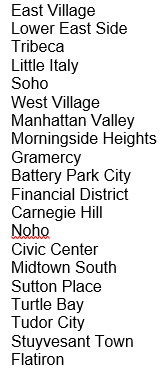 East Village
Lower East Side
Tribeca
Little Italy
Soho
West Village
Manhattan Valley
Morningside Heights
Gramercy
Battery Park City
Financial District
Carnegie Hill
Noho
Civic Center
Midtown South
Sutton Place
Turtle Bay
Tudor City
Stuyvesant Town
Flatiron